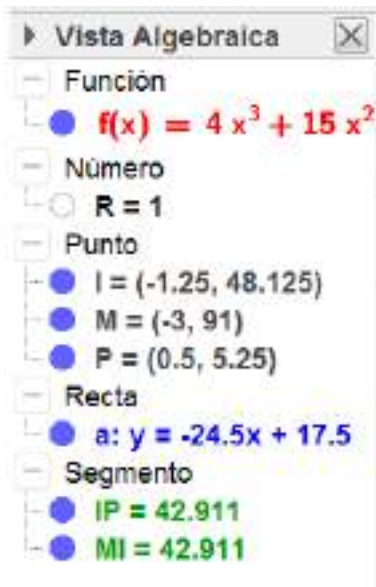 Vista Algebraica
Función
f(x) = 4 x³ + 15 x²
Número
R = 1
Punto
I = (-1.25, 48.125)
M = (-3, 91)
P = (0.5, 5.25)
Recta
a: y = -24.5x + 17.5
Segmento
IP = 42.911
MI = 42.911